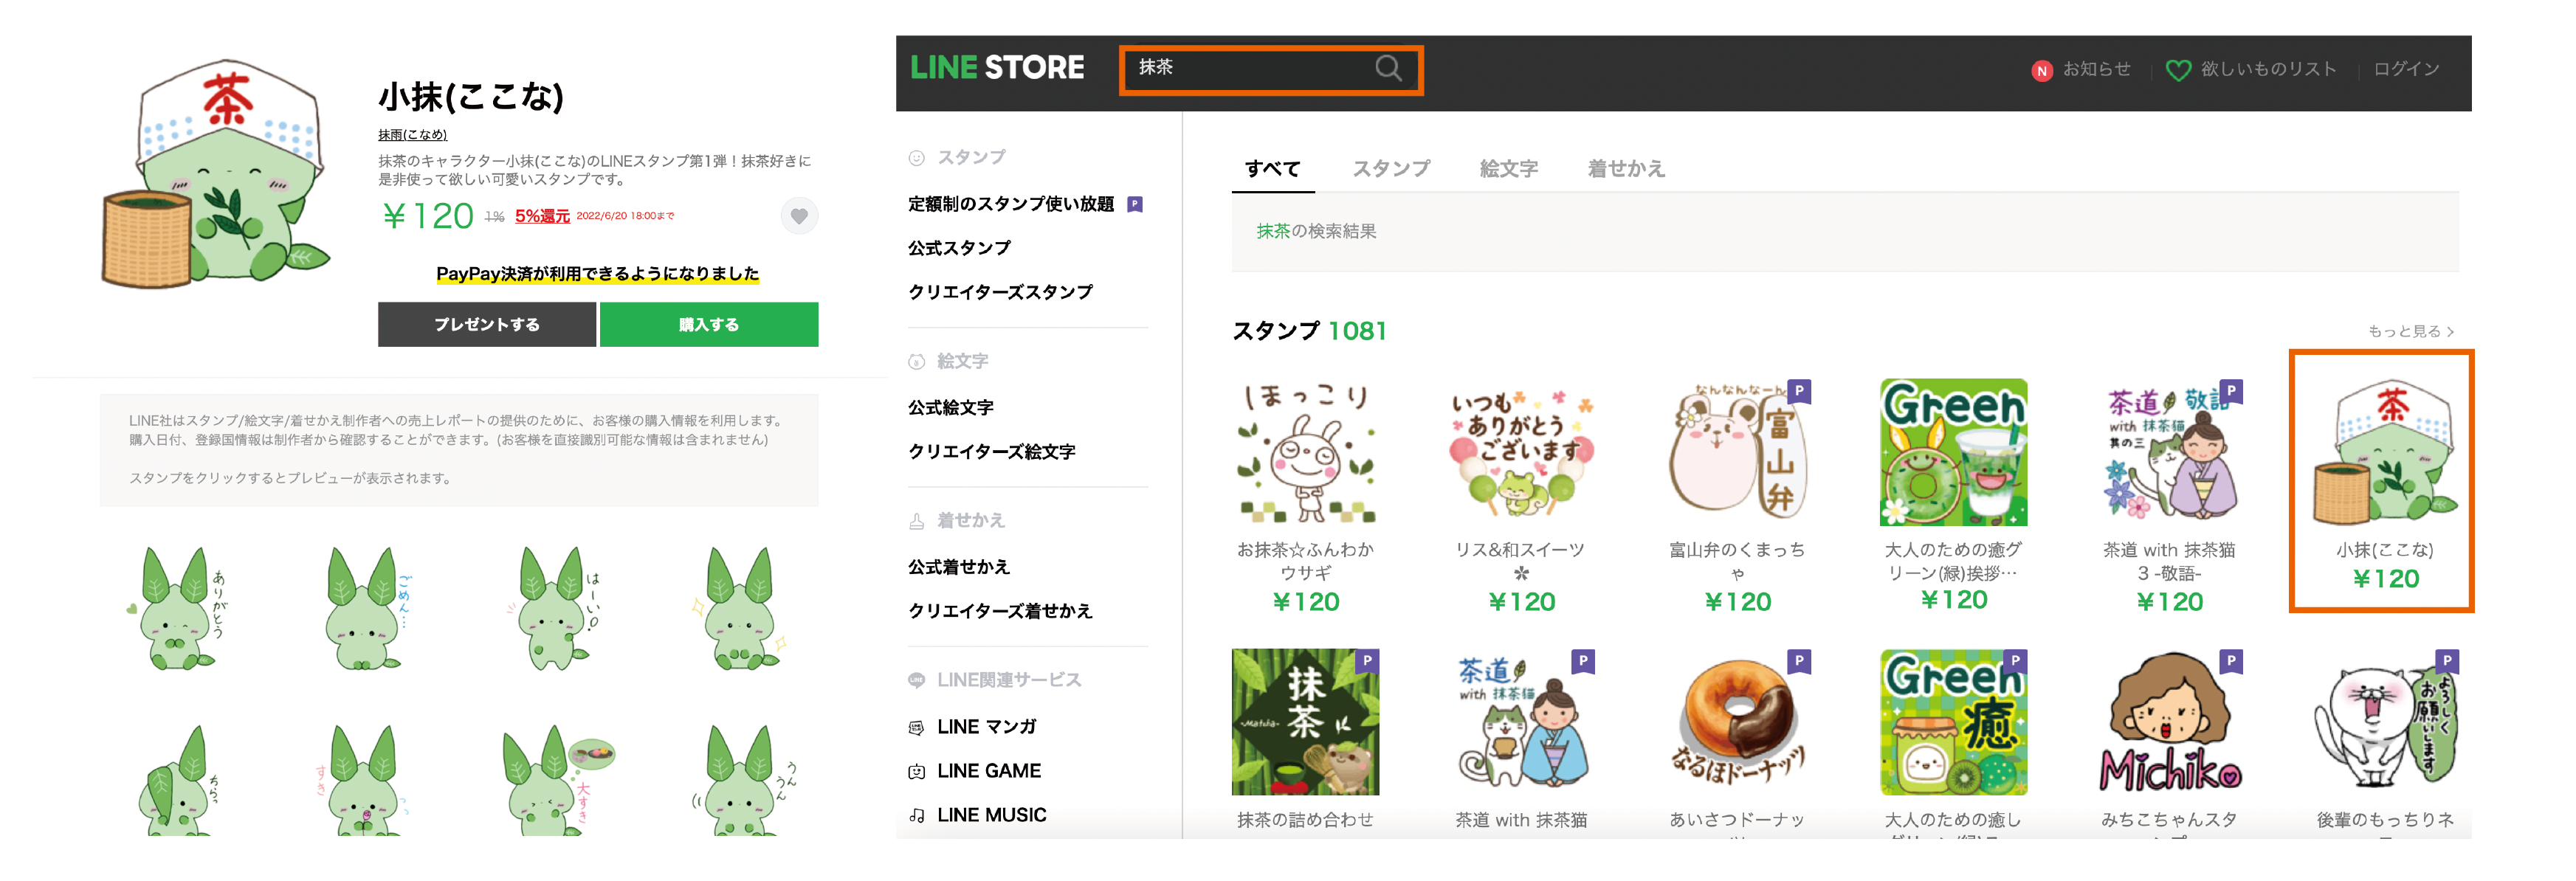 茶
小抹(ここな)
抹雨(こなめ)
抹茶のキャラクター小抹(ここな)のLINEスタンプ第1弾！抹茶好きに
是非使って欲しい可愛いスタンプです。
￥120 1% 5%還元 2022/6/20 18:00まで
PayPay決済が利用できるようになりました
プレゼントする 購入する
LINE社はスタンプ/絵文字/着せかえ制作者への売上レポートの提供のために、お客様の購入情報を利用します。
購入日付、登録国情報は制作者から確認することができます。(お客様を直接識別可能な情報は含まれません)
スタンプをクリックするとプレビューが表示されます。
ありがとう
ごめん…
はーい!。
ちらっ
すき
大すき
うん
うん
LINE STORE
抹茶
N お知らせ
欲しいものリスト
ログイン
スタンプ
定額制のスタンプ使い放題 P
公式スタンプ
クリエイターズスタンプ
絵文字
公式絵文字
クリエイターズ絵文字
着せかえ
公式着せかえ
クリエイターズ着せかえ
LINE関連サービス
LINE マンガ
LINE GAME
LINE MUSIC
すべて スタンプ 絵文字 着せかえ
抹茶の検索結果
スタンプ 1081
もっと見る
ほっこり
お抹茶☆ふんわか
ウサギ
￥120
いつも
ありがとう
ございます
リス&和スイーツ
✲
￥120
なんなんなーん
P
富山弁
富山弁のくまっち
ゃ
￥120
Green
大人のための癒グ
リーン(緑)挨拶…
￥120
茶道 敬語
P
with 抹茶猫
其の三
茶道 with 抹茶猫
3 -敬語-
￥120
茶
小抹(ここな)
￥120
P
抹茶
-Matcha-
抹茶の詰め合わせ
茶道
P
with 抹茶猫
茶道 with 抹茶猫
P
なるほドーナッツ
あいさつドーナッ
Green
P
癒
大人のための癒し
P
Michiko
みちこちゃんスタ
P
よろしく
お願いします
後輩のもっちりネ